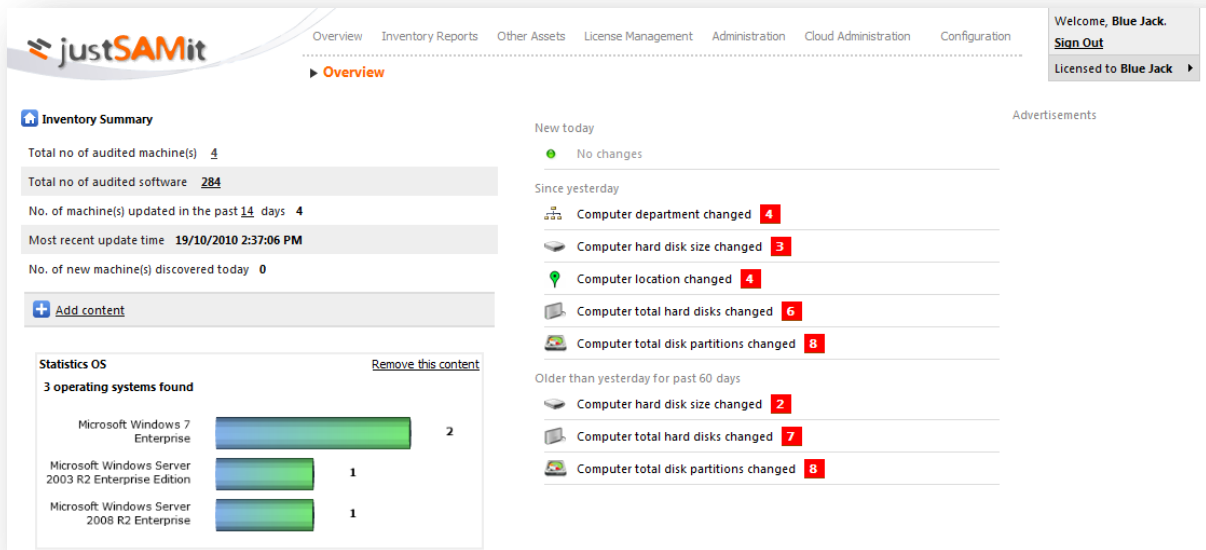 justSAMit
Overview Inventory Reports Other Assets License Management Administration Cloud Administration Configuration
Overview
Welcome, Blue Jack.
Sign Out
Licensed to Blue Jack
Inventory Summary
Total no of audited machine(s) 4
Total no of audited software 284
No. of machine(s) updated in the past 14 days 4
Most recent update time 19/10/2010 2:37:06 PM
No. of new machine(s) discovered today 0
Add content
Statistics OS Remove this content
3 operating systems found
Microsoft Windows 7
Enterprise
2
Microsoft Windows Server
2003 R2 Enterprise Edition
1
Microsoft Windows Server
2008 R2 Enterprise
1
New today
No changes
Since yesterday
Computer department changed 4
Computer hard disk size changed 3
Computer location changed 4
Computer total hard disks changed 6
Computer total disk partitions changed 8
Older than yesterday for past 60 days
Computer hard disk size changed 2
Computer total hard disks changed 7
Computer total disk partitions changed 8
Advertisements